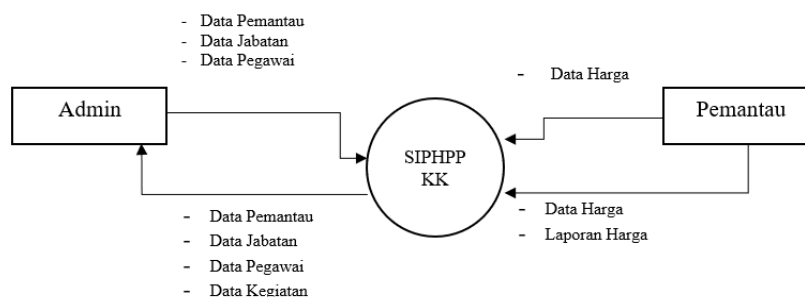 - Data Pemantau
- Data Jabatan
- Data Pegawai
- Data Harga
Admin
SIPHPP
KK
Pemantau
- Data Pemantau
- Data Jabatan
- Data Pegawai
- Data Kegiatan
- Data Harga
- Laporan Harga